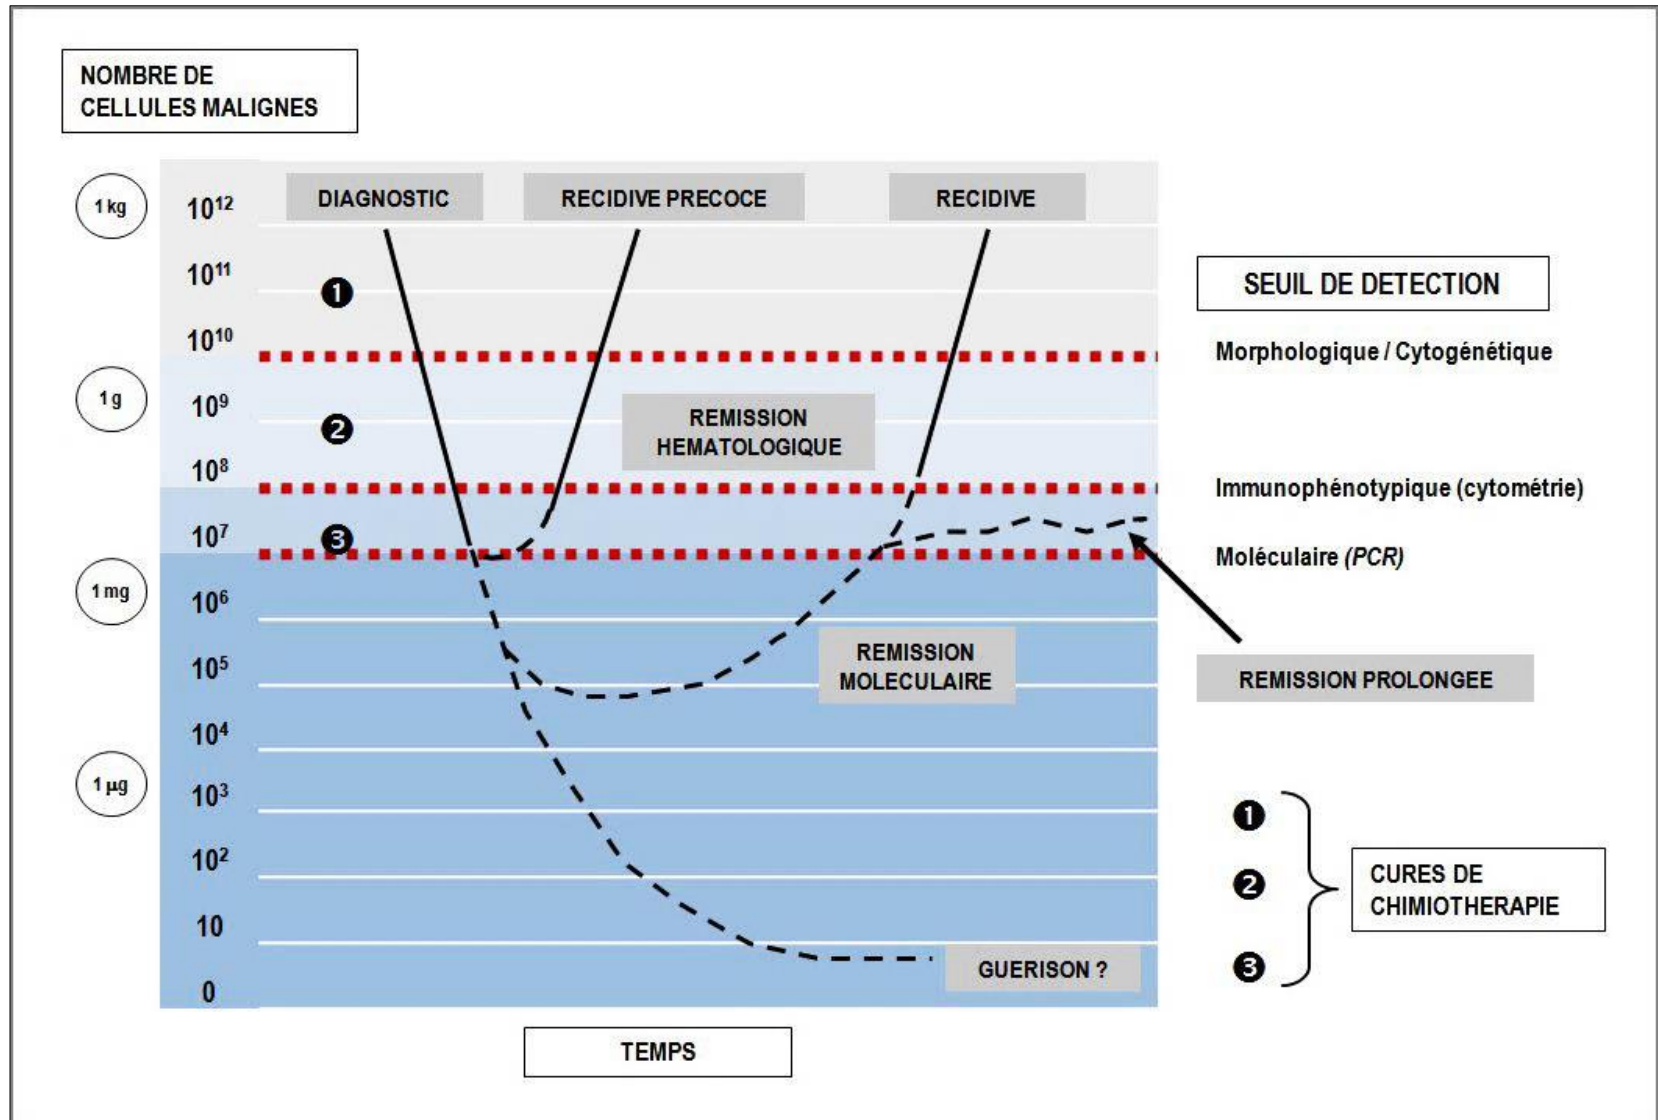 NOMBRE DE
CELLULES MALIGNES
1 kg
10¹²
DIAGNOSTIC
RECIDIVE PRECOCE
RECIDIVE
10¹¹
❶
SEUIL DE DETECTION
10¹⁰
Morphologique / Cytogénétique
1 g
10⁹
❷
REMISSION
HEMATOLOGIQUE
10⁸
Immunophénotypique (cytométrie)
10⁷
❸
Moléculaire (PCR)
1 mg
10⁶
10⁵
REMISSION
MOLECULAIRE
REMISSION PROLONGEE
10⁴
1 µg
10³
❶
10²
❷
CURES DE
CHIMIOTHERAPIE
10
❸
GUERISON ?
0
TEMPS